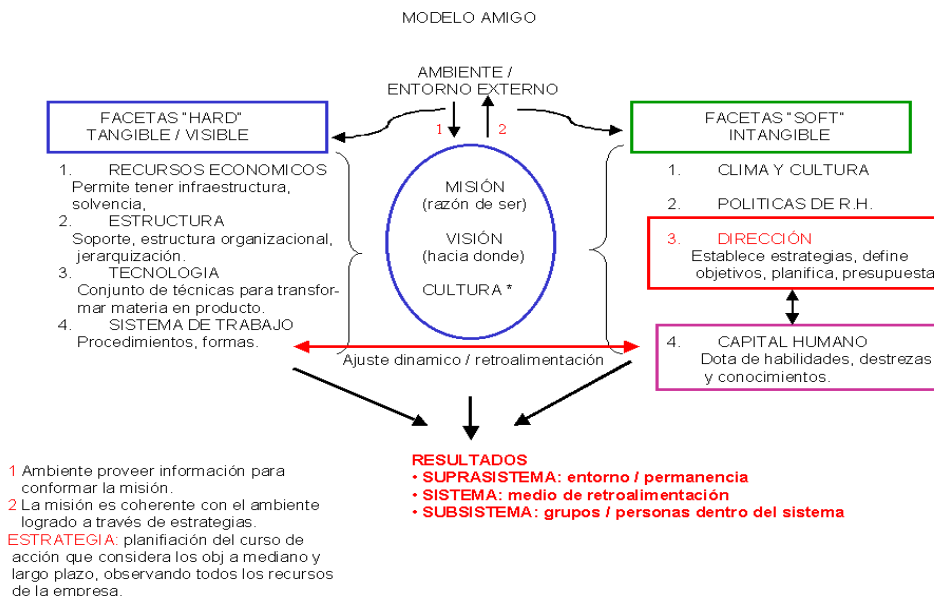 MODELO AMIGO
AMBIENTE /
ENTORNO EXTERNO
1
2
FACETAS "HARD"
TANGIBLE / VISIBLE
1. RECURSOS ECONOMICOS
Permite tener infraestructura,
solvencia,
2. ESTRUCTURA
Soporte, estructura organizacional,
jerarquización.
3. TECNOLOGIA
Conjunto de técnicas para transfor-
mar materia en producto.
4. SISTEMA DE TRABAJO
Procedimientos, formas.
MISIÓN
(razón de ser)
VISIÓN
(hacia donde)
CULTURA *
FACETAS "SOFT"
INTANGIBLE
1. CLIMA Y CULTURA
2. POLITICAS DE R.H.
3. DIRECCIÓN
Establece estrategias, define
objetivos, planifica, presupuesta
4. CAPITAL HUMANO
Dota de habilidades, destrezas
y conocimientos.
Ajuste dinamico / retroalimentación
RESULTADOS
• SUPRASISTEMA: entorno / permanencia
• SISTEMA: medio de retroalimentación
• SUBSISTEMA: grupos / personas dentro del sistema
1 Ambiente proveer información para
conformar la misión.
2 La misión es coherente con el ambiente
logrado a través de estrategias.
ESTRATEGIA: planifiación del curso de
acción que considera los obj a mediano y
largo plazo, observando todos los recursos
de la empresa.